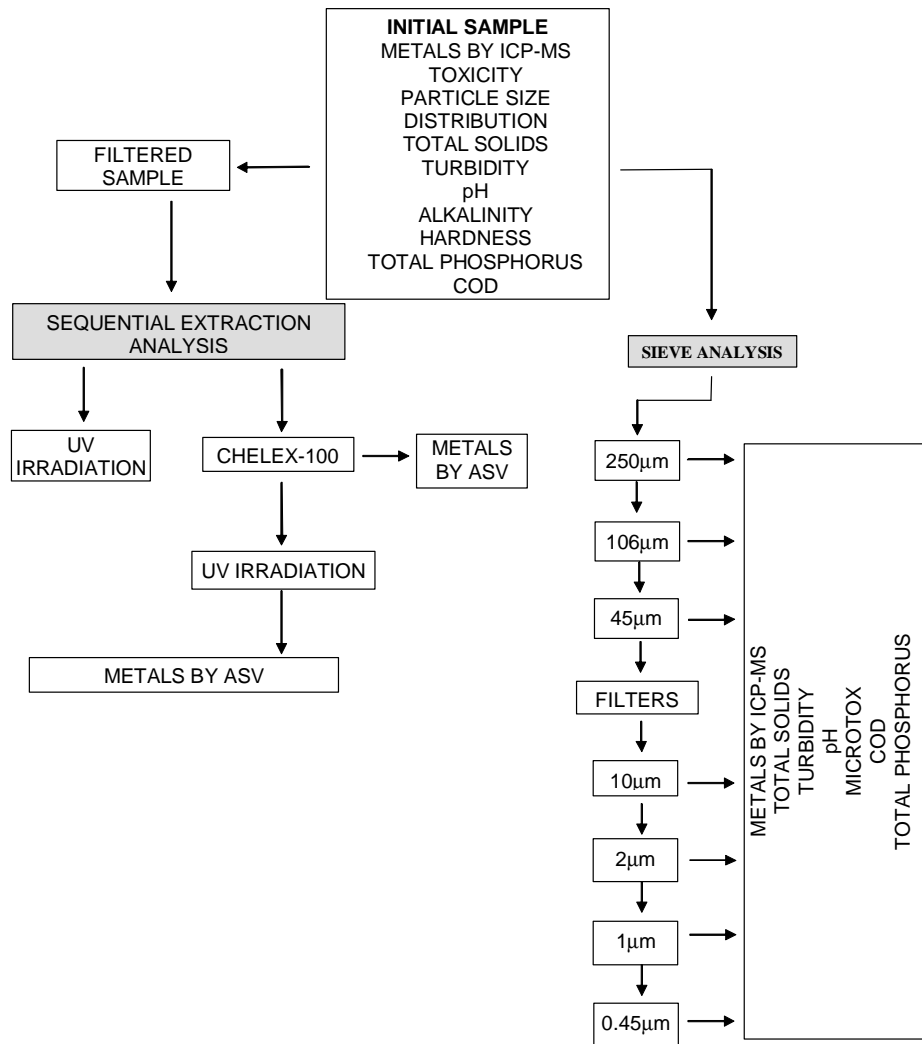 INITIAL SAMPLE
METALS BY ICP-MS
TOXICITY
PARTICLE SIZE
DISTRIBUTION
TOTAL SOLIDS
TURBIDITY
pH
ALKALINITY
HARDNESS
TOTAL PHOSPHORUS
COD
FILTERED
SAMPLE
SEQUENTIAL EXTRACTION
ANALYSIS
UV
IRRADIATION
CHELEX-100
METALS
BY ASV
UV IRRADIATION
METALS BY ASV
SIEVE ANALYSIS
250μm
106μm
45μm
FILTERS
10μm
2μm
1μm
0.45μm
METALS BY ICP-MS
TOTAL SOLIDS
TURBIDITY
pH
MICROTOX
COD
TOTAL PHOSPHORUS